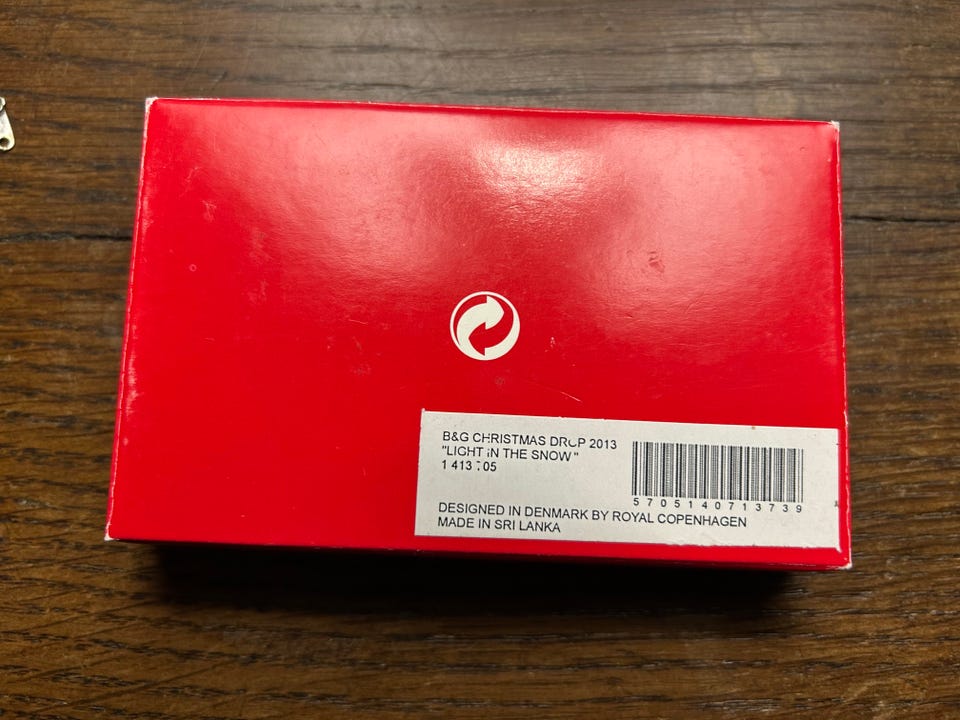 B&G CHRISTMAS DROP 2013
"LIGHT IN THE SNOW"
1 413
5705140713739
DESIGNED IN DENMARK BY ROYAL COPENHAGEN
MADE IN SRI LANKA